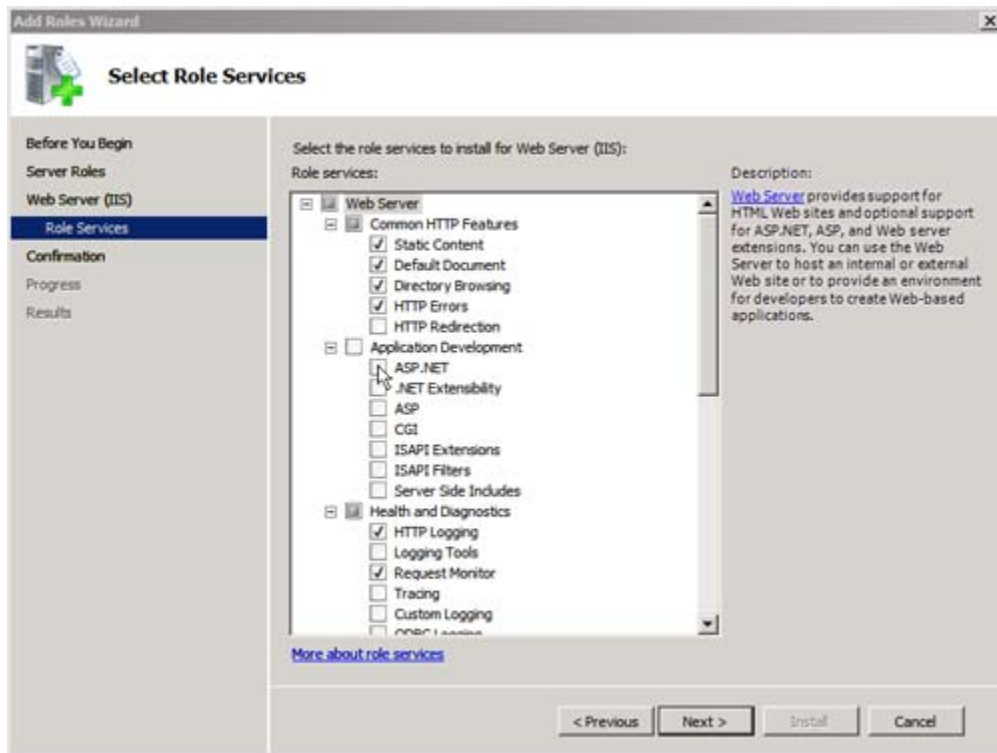 Add Roles Wizard
Select Role Services
Before You Begin
Server Roles
Web Server (IIS)
Role Services
Confirmation
Progress
Results
Select the role services to install for Web Server (IIS):
Role services:
Web Server
Common HTTP Features
Static Content
Default Document
Directory Browsing
HTTP Errors
HTTP Redirection
Application Development
ASP.NET
.NET Extensibility
ASP
CGI
ISAPI Extensions
ISAPI Filters
Server Side Includes
Health and Diagnostics
HTTP Logging
Logging Tools
Request Monitor
Tracing
Custom Logging
ODBC Logging
More about role services
Description:
Web Server provides support for
HTML Web sites and optional support
for ASP.NET, ASP, and Web server
extensions. You can use the Web
Server to host an internal or external
Web site or to provide an environment
for developers to create Web-based
applications.
< Previous
Next >
Install
Cancel